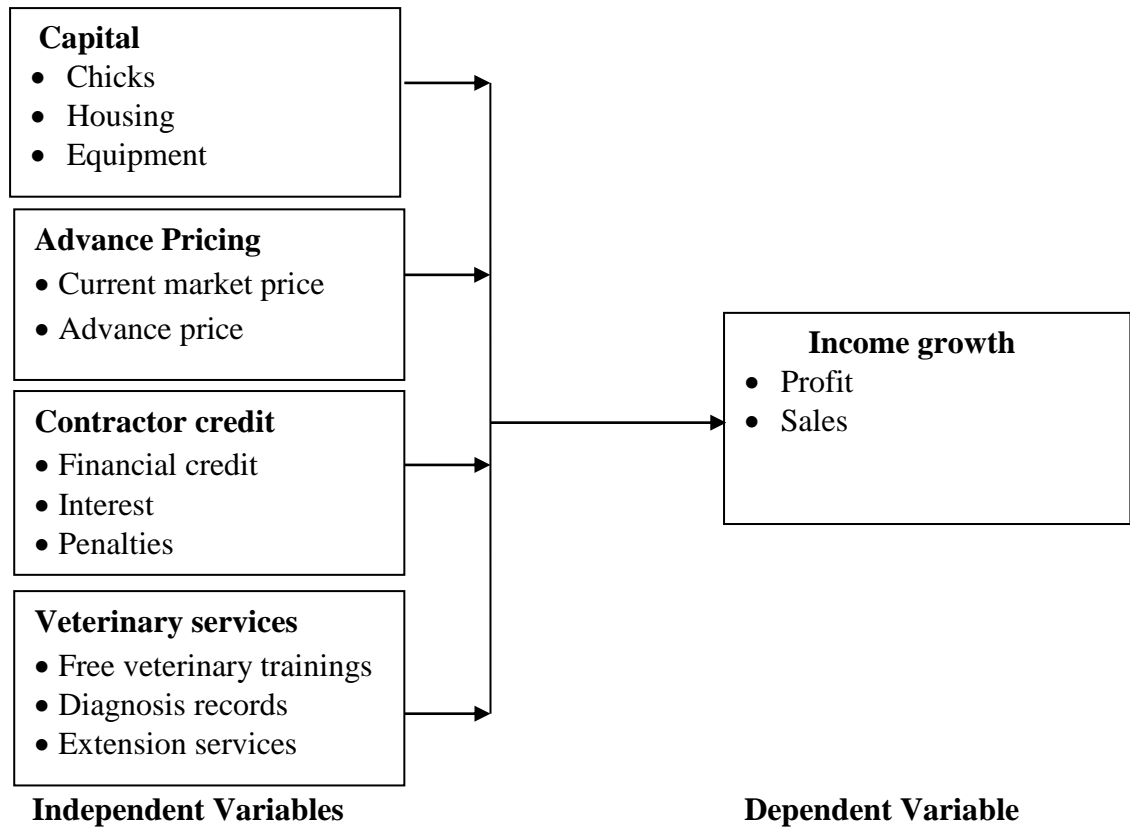 Capital
• Chicks
• Housing
• Equipment
Advance Pricing
• Current market price
• Advance price
Contractor credit
• Financial credit
• Interest
• Penalties
Veterinary services
• Free veterinary trainings
• Diagnosis records
• Extension services
Independent Variables
Income growth
• Profit
• Sales
Dependent Variable